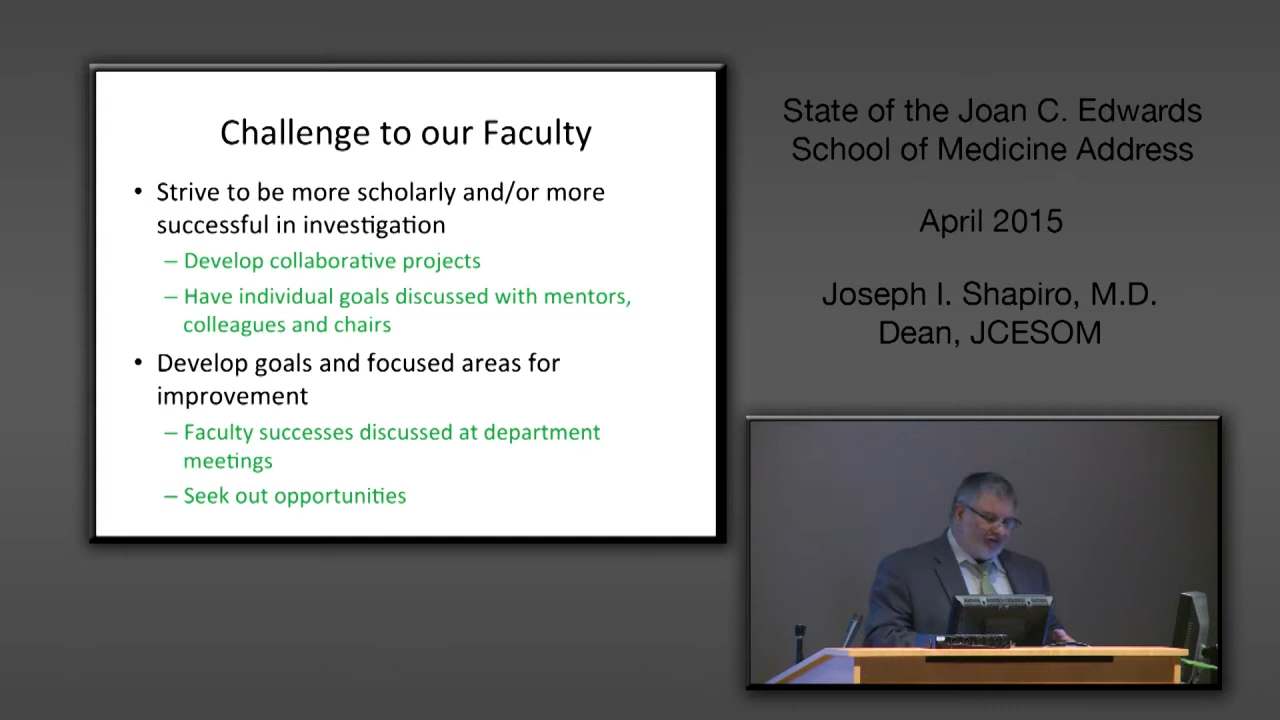 Challenge to our Faculty
• Strive to be more scholarly and/or more
successful in investigation
– Develop collaborative projects
– Have individual goals discussed with mentors,
colleagues and chairs
• Develop goals and focused areas for
improvement
– Faculty successes discussed at department
meetings
– Seek out opportunities
State of the Joan C. Edwards
School of Medicine Address
April 2015
Joseph I. Shapiro, M.D.
Dean, JCESOM